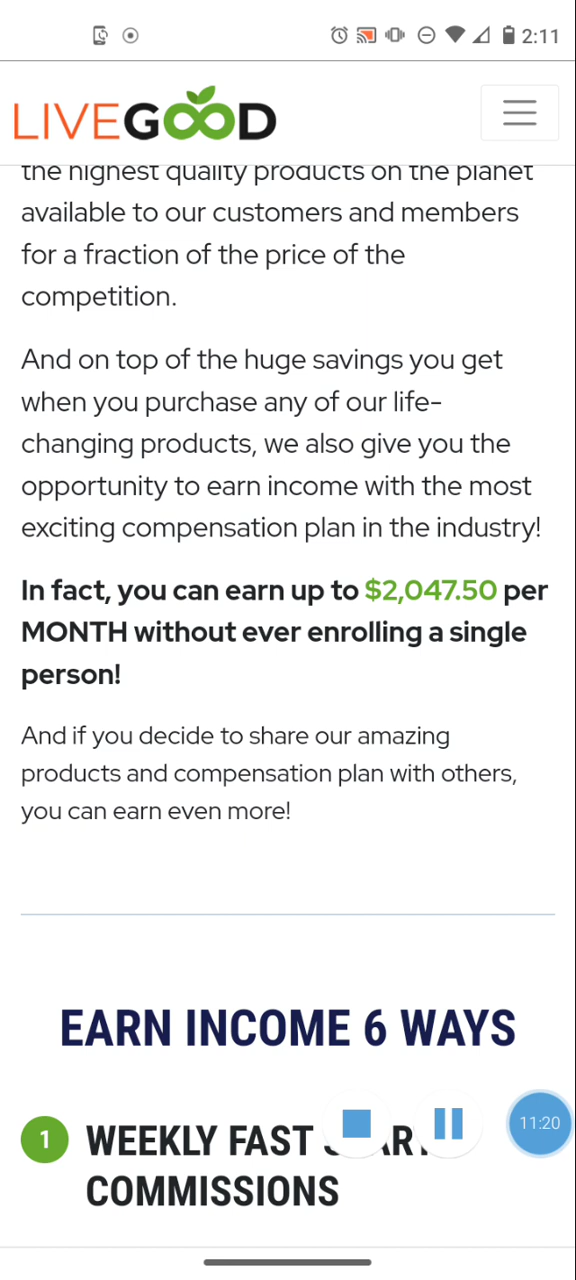 2:11
LIVEGOOD
the highest quality products on the planet
available to our customers and members
for a fraction of the price of the
competition.
And on top of the huge savings you get
when you purchase any of our life-
changing products, we also give you the
opportunity to earn income with the most
exciting compensation plan in the industry!
In fact, you can earn up to $2,047.50 per
MONTH without ever enrolling a single
person!
And if you decide to share our amazing
products and compensation plan with others,
you can earn even more!
EARN INCOME 6 WAYS
1 WEEKLY FAST
11:20
COMMISSIONS